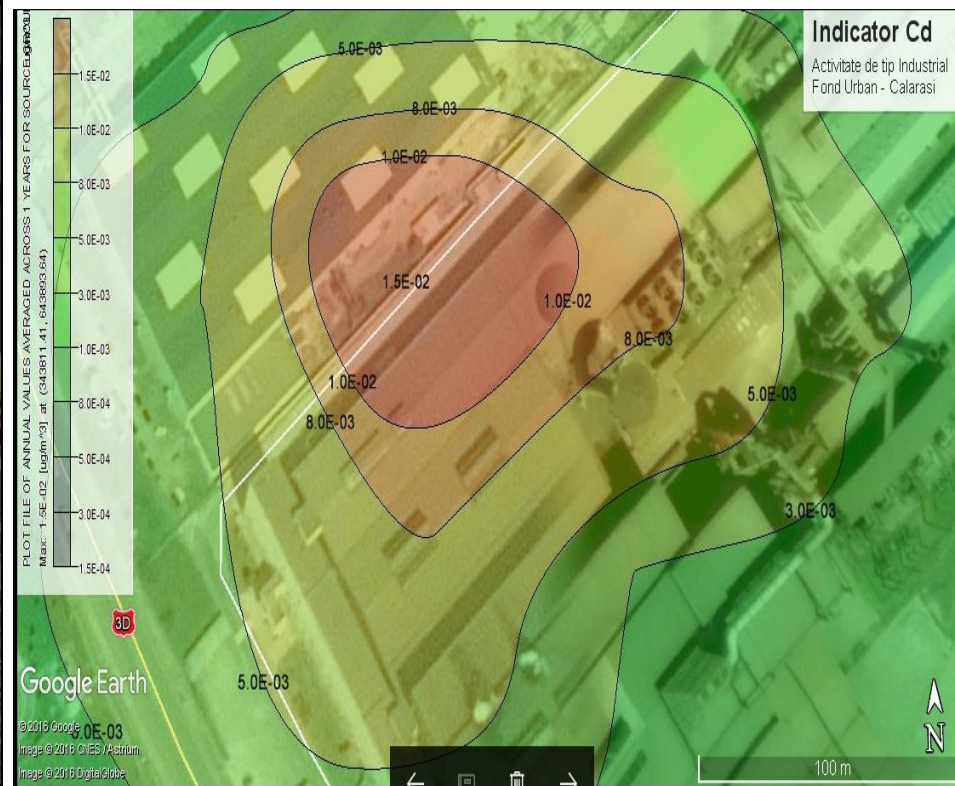 Indicator Cd
Activitate de tip Industrial
Fond Urban - Calarasi
PLOT FILE OF ANNUAL VALUES AVERAGED ACROSS 1 YEARS FOR SOURCE
Max: 1.5E-02 [ug/m^3] at (343811.41, 643893.64)
1.5E-02
1.0E-02
8.0E-03
5.0E-03
3.0E-03
1.0E-03
8.0E-04
5.0E-04
3.0E-04
1.5E-04
5.0E-03
8.0E-03
1.0E-02
1.5E-02
1.0E-02
8.0E-03
1.0E-02
8.0E-03
5.0E-03
3.0E-03
5.0E-03
3D
Google Earth
© 2016 Google
.0E-03
Image © 2016 CNES / Astrium
Image © 2016 DigitalGlobe
N
100 m